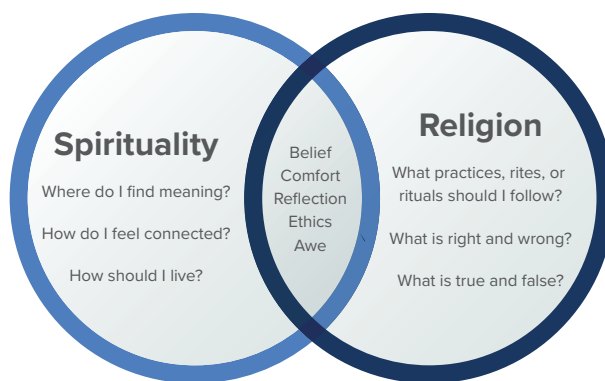 Spirituality
Where do I find meaning?
How do I feel connected?
How should I live?
Belief
Comfort
Reflection
Ethics
Awe
Religion
What practices, rites, or
rituals should I follow?
What is right and wrong?
What is true and false?